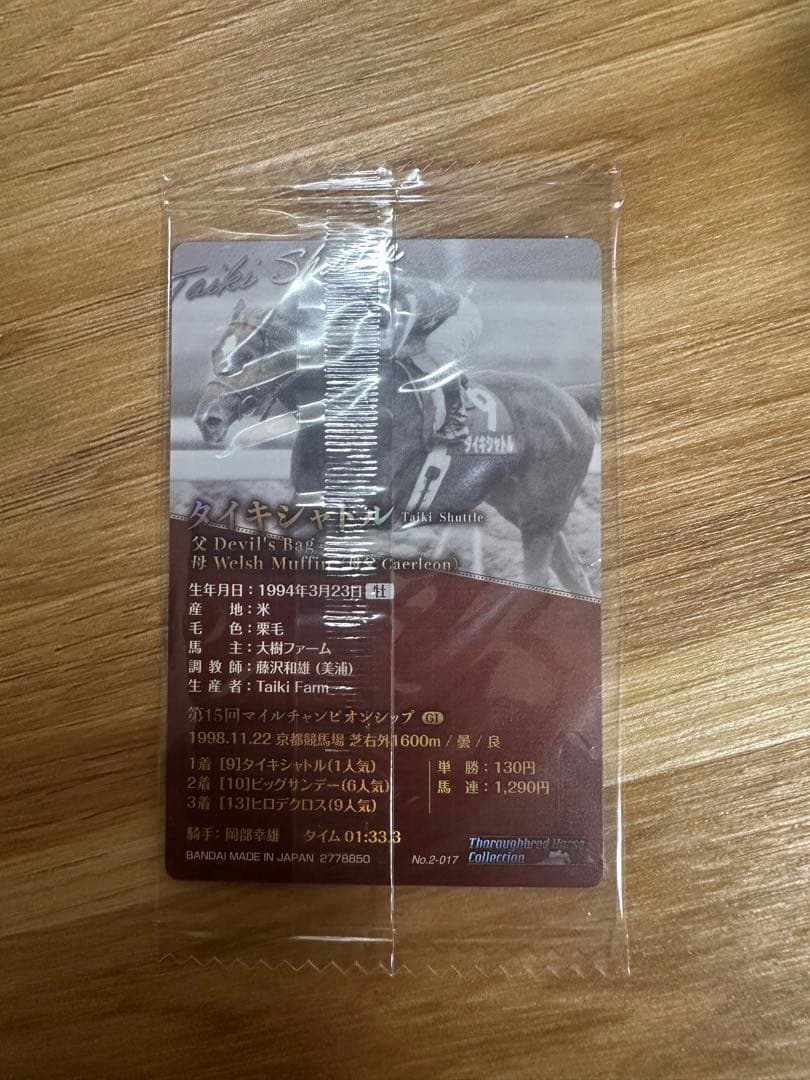 Taiki Shuttle
9
タイキシャトル
タイキシャトル Taiki Shuttle
父 Devil's Bag
母 Welsh Muffin (母父 Caerleon)
生年月日：1994年3月23日 牡
産地：米
毛色：栗毛
馬主：大樹ファーム
調教師：藤沢和雄 (美浦)
生産者：Taiki Farm
第15回マイルチャンピオンシップ GI
1998.11.22 京都競馬場 芝右外1600m / 曇 / 良
1着 [9]タイキシャトル(1人気)
2着 [10]ビッグサンデー(6人気)
3着 [13]ヒロデクロス(9人気)
単勝：130円
馬連：1,290円
騎手：岡部幸雄 タイム 01:33.3
BANDAI MADE IN JAPAN 2778850 No.2-017
Thoroughbred Horse
Collection